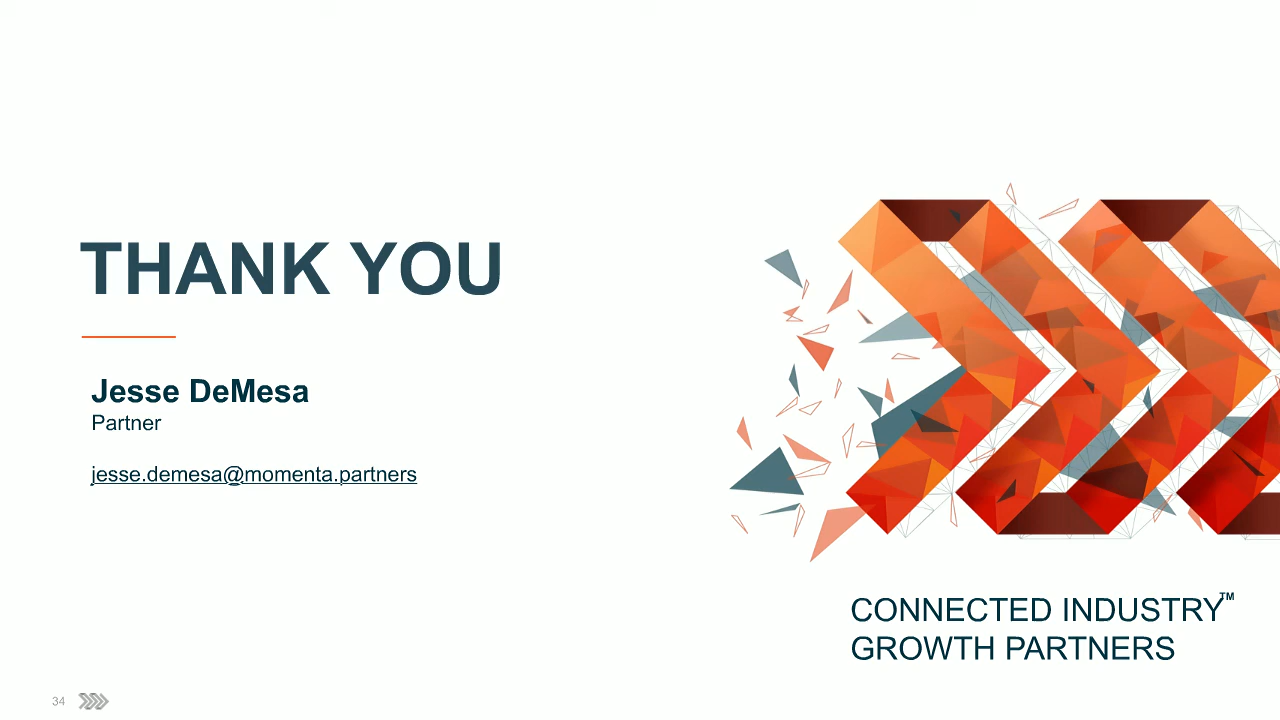 THANK YOU
Jesse DeMesa
Partner
jesse.demesa@momenta.partners
CONNECTED INDUSTRY™
GROWTH PARTNERS
34